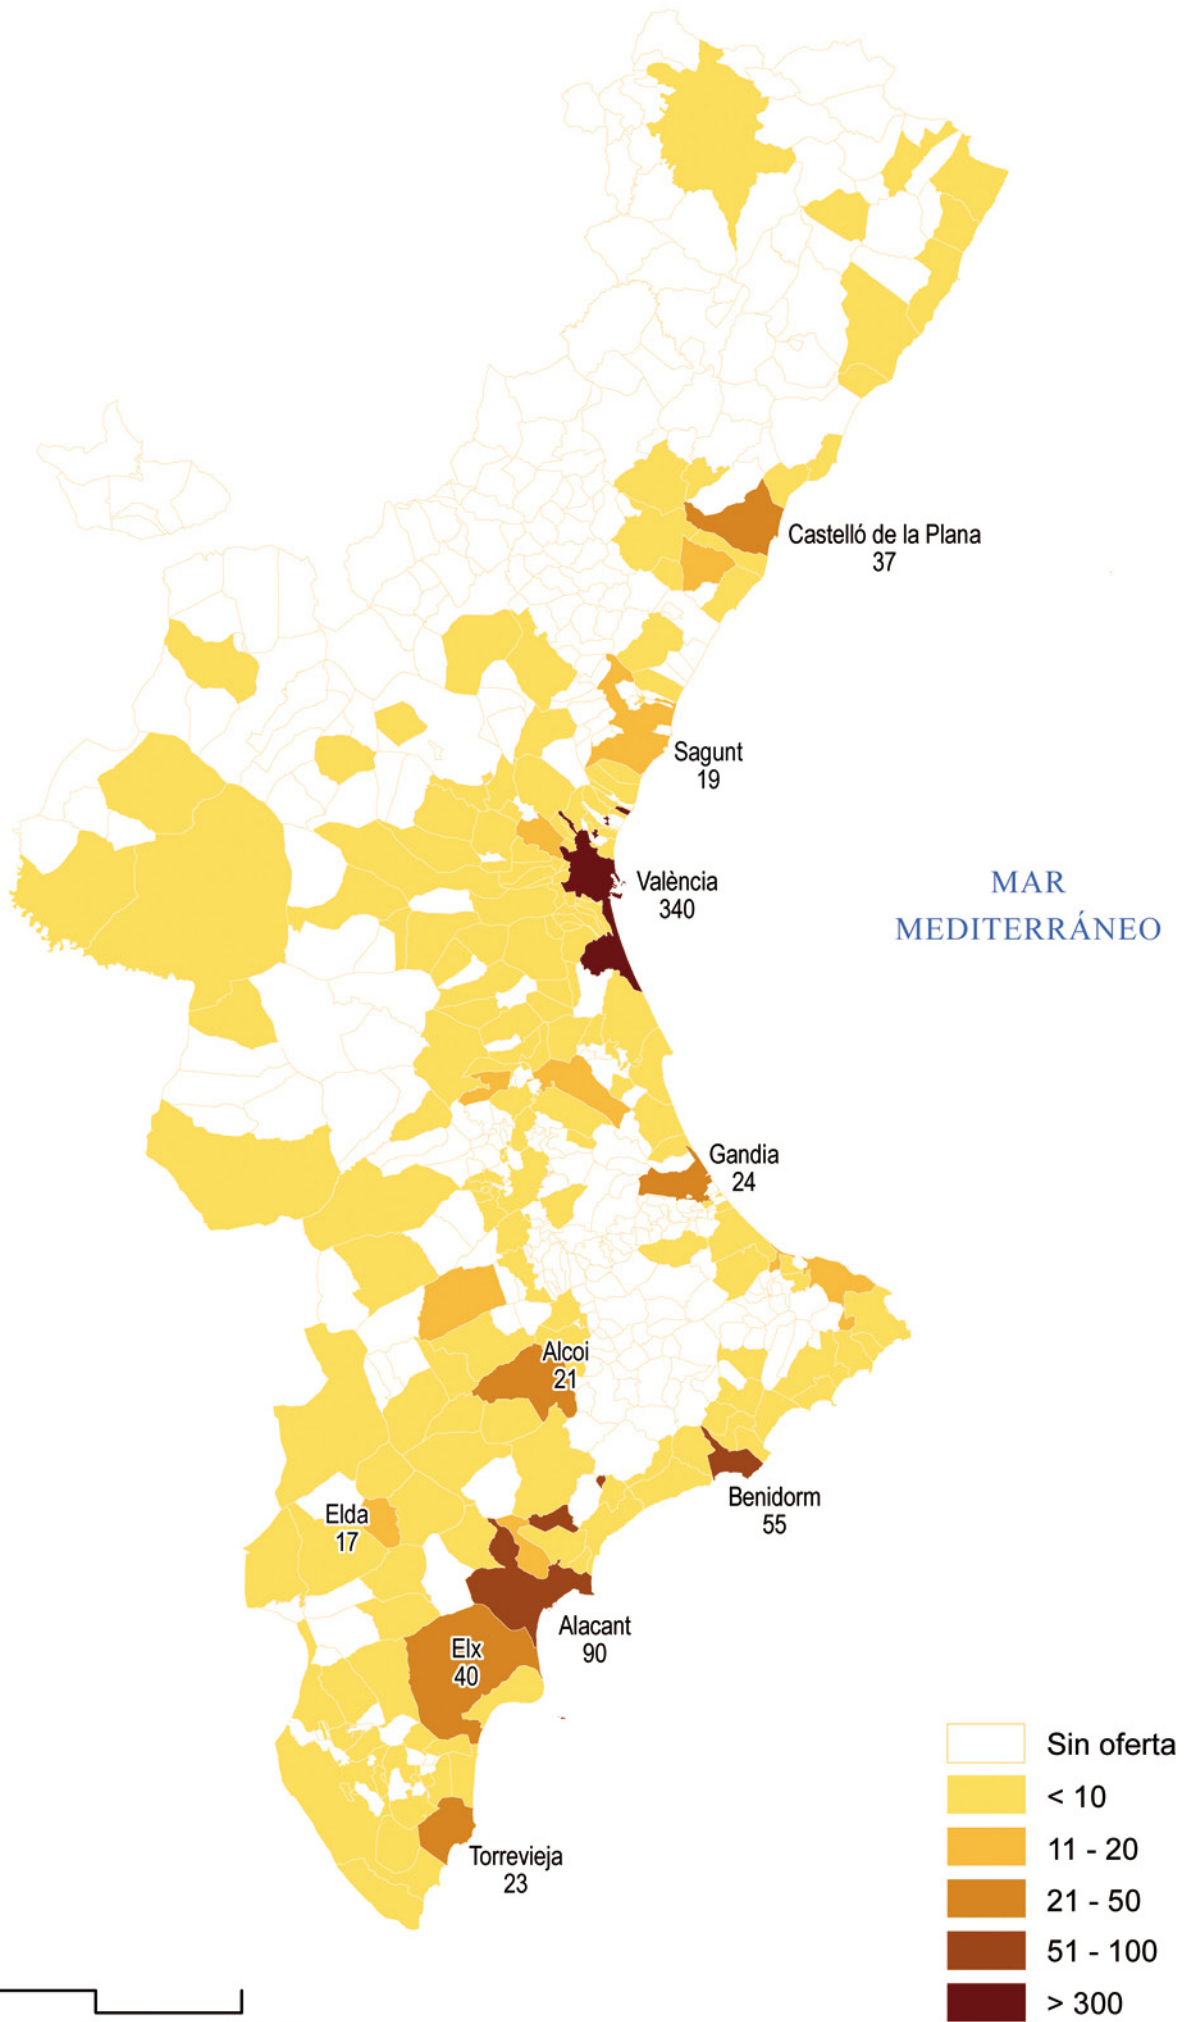 Castelló de la Plana
37
Sagunt
19
València
340
MAR
MEDITERRÁNEO
Gandia
24
Alcoi
21
Benidorm
55
Elda
17
Alacant
90
Elx
40
Torrevieja
23
Sin oferta
< 10
11 - 20
21 - 50
51 - 100
> 300